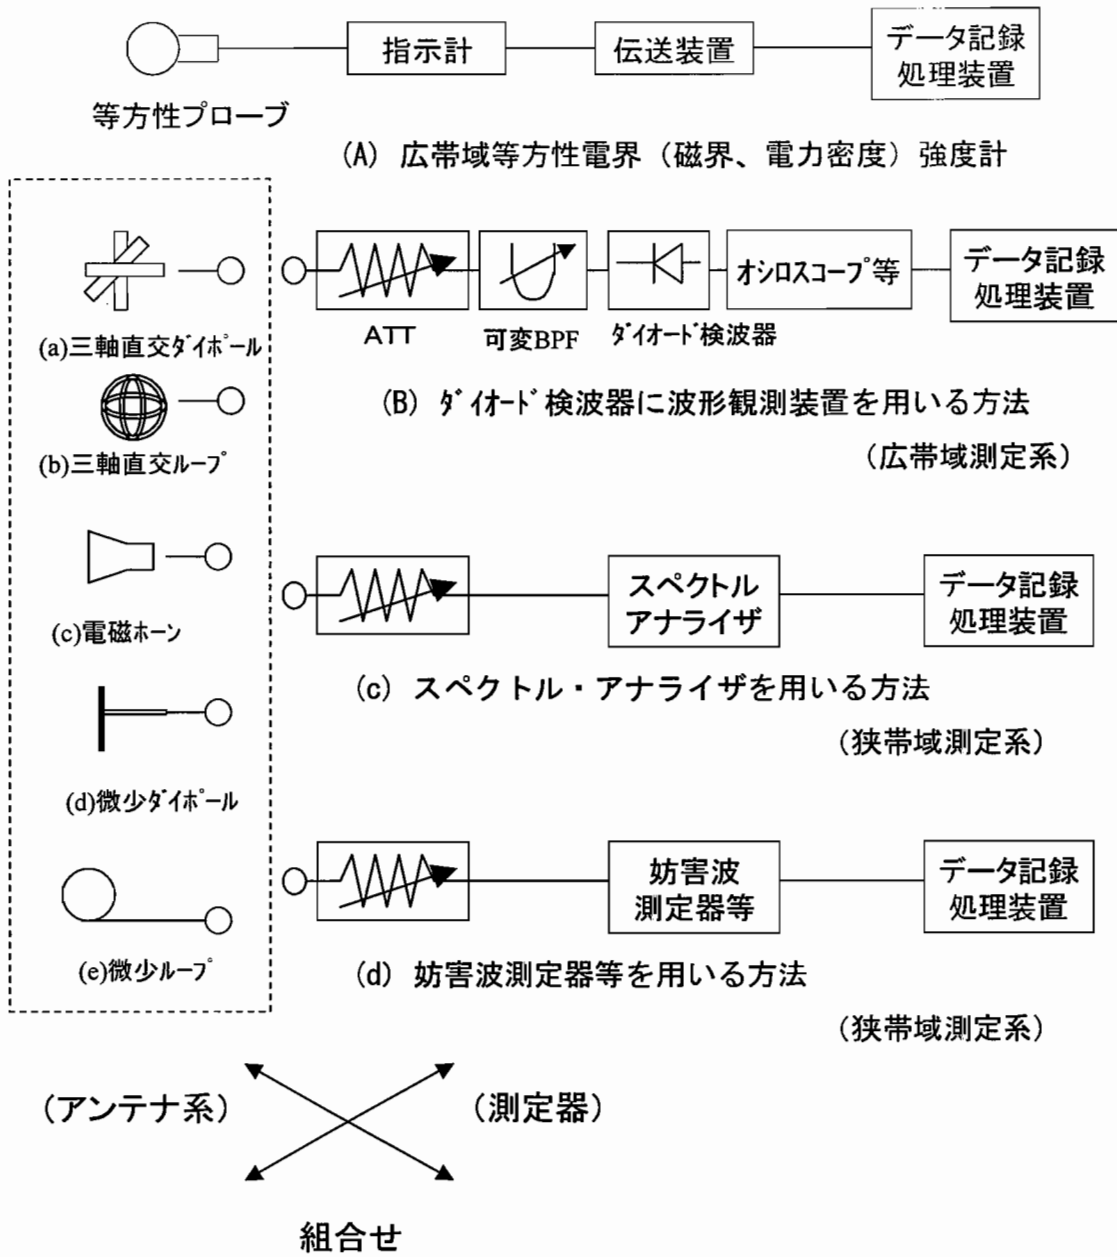 等方性プローブ
指示計
伝送装置
データ記録
処理装置
(A) 広帯域等方性電界（磁界、電力密度）強度計
(a)三軸直交ﾀﾞｲﾎﾟｰﾙ
(b)三軸直交ﾙｰﾌﾟ
(c)電磁ﾎｰﾝ
(d)微少ﾀﾞｲﾎﾟｰﾙ
(e)微少ﾙｰﾌﾟ
ATT
可変BPF
ﾀﾞｲｵｰﾄﾞ検波器
ｵｼﾛｽｺｰﾌﾟ等
データ記録
処理装置
(B) ﾀﾞｲｵｰﾄﾞ検波器に波形観測装置を用いる方法
（広帯域測定系）
スペクトル
アナライザ
データ記録
処理装置
(c) スペクトル・アナライザを用いる方法
（狭帯域測定系）
妨害波
測定器等
データ記録
処理装置
(d) 妨害波測定器等を用いる方法
（狭帯域測定系）
（アンテナ系）
（測定器）
組合せ